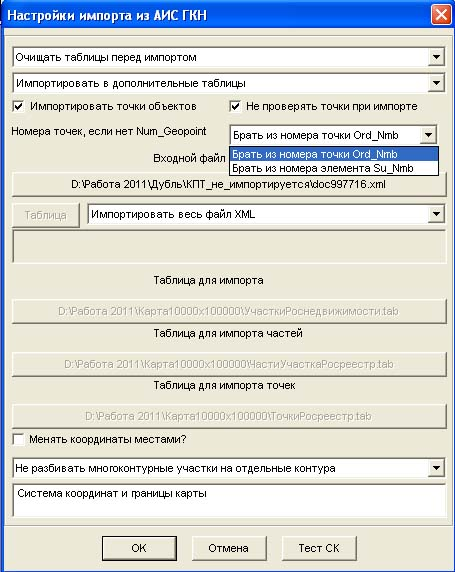 Настройки импорта из АИС ГКН
Очищать таблицы перед импортом
Импортировать в дополнительные таблицы
Импортировать точки объектов
Не проверять точки при импорте
Номера точек, если нет Num_Geopoint
Брать из номера точки Ord_Nmb
Брать из номера точки Ord_Nmb
Входной файл
Брать из номера элемента Su_Nmb
D:\Работа 2011\Дубль\КПТ_не_импортируется\doc997716.xml
Таблица
Импортировать весь файл XML
Таблица для импорта
D:\Работа 2011\Карта10000x100000\УчасткиРоснедвижимости.tab
Таблица для импорта частей
D:\Работа 2011\Карта10000x100000\ЧастиУчасткаРосреестр.tab
Таблица для импорта точек
D:\Работа 2011\Карта10000x100000\ТочкиРосреестр.tab
Менять координаты местами?
Не разбивать многоконтурные участки на отдельные контура
Система координат и границы карты
OK
Отмена
Тест СК